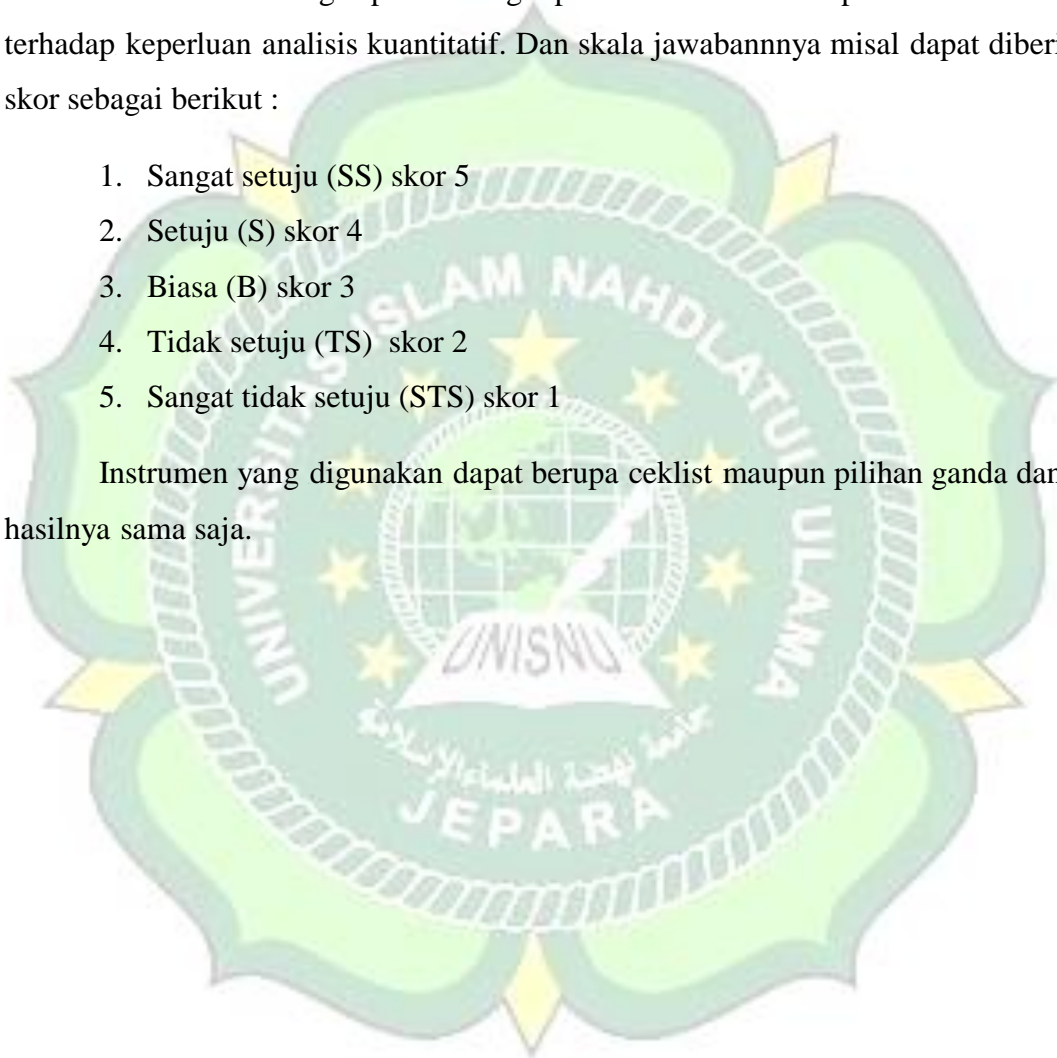 terhadap keperluan analisis kuantitatif. Dan skala jawabannnya misal dapat diberi
skor sebagai berikut :
1. Sangat setuju (SS) skor 5
2. Setuju (S) skor 4
3. Biasa (B) skor 3
4. Tidak setuju (TS) skor 2
5. Sangat tidak setuju (STS) skor 1
Instrumen yang digunakan dapat berupa ceklist maupun pilihan ganda dan
hasilnya sama saja.
UNIVERSITAS ISLAM NAHDLATUL ULAMA
UNISNU
JEPARA